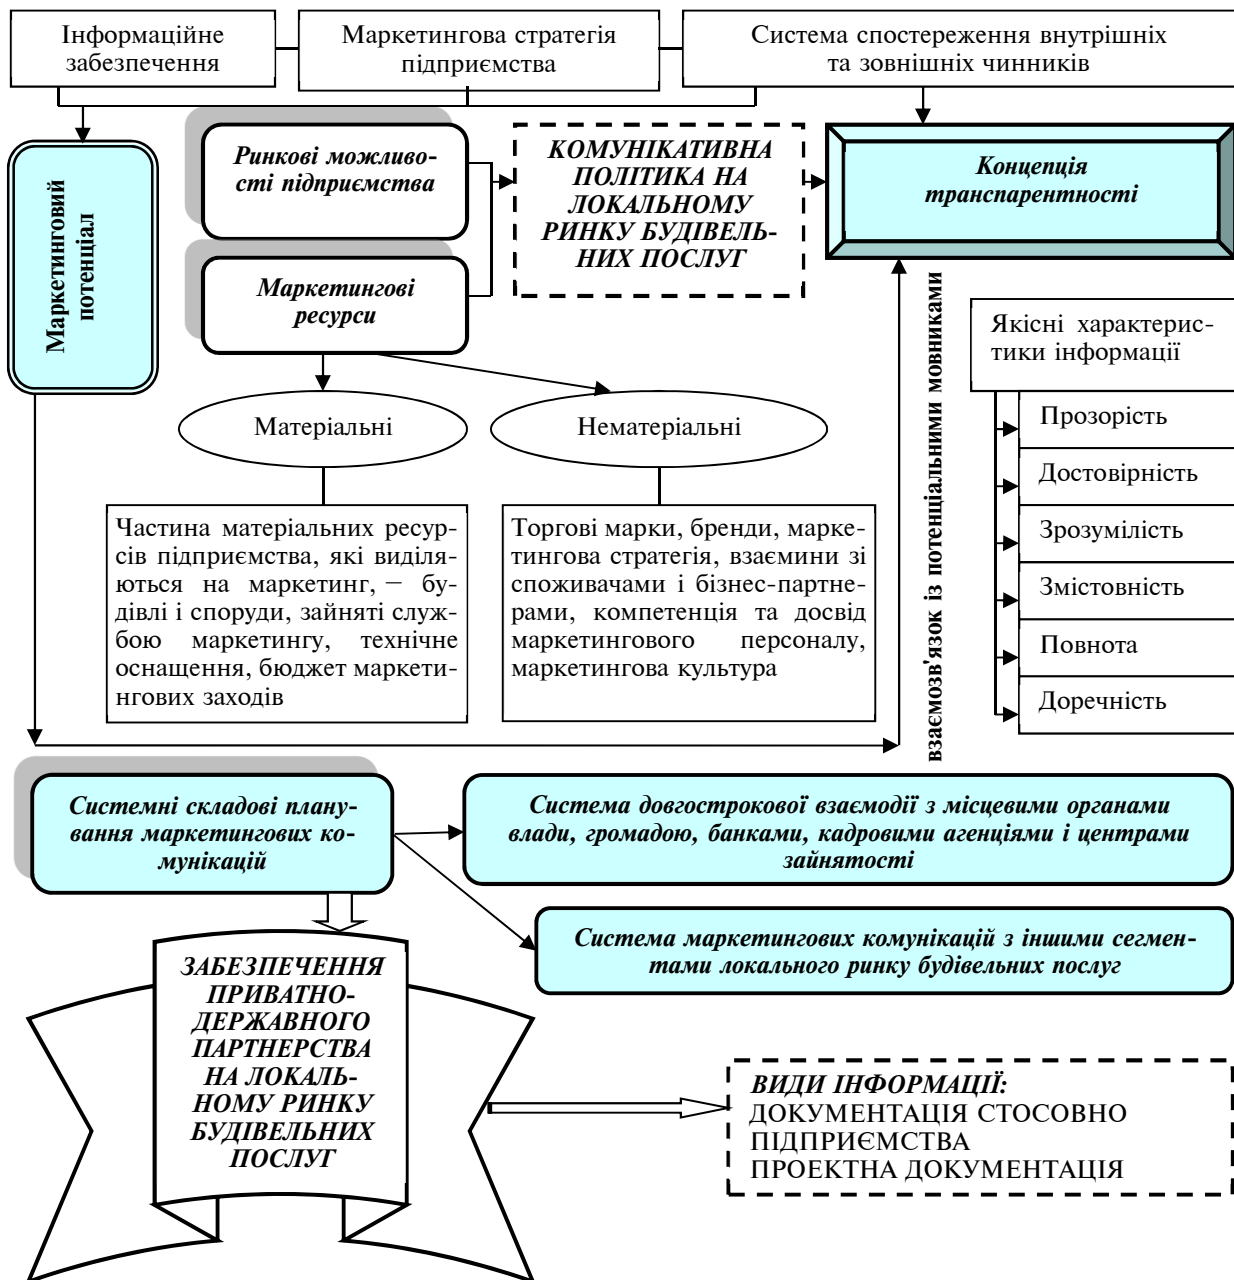 Інформаційне
забезпечення
Маркетингова стратегія
підприємства
Система спостереження внутрішніх
та зовнішніх чинників
Маркетинговий
потенціал
Ринкові можливо-
сті підприємства
КОМУНІКАТИВНА
ПОЛІТИКА НА
ЛОКАЛЬНОМУ
РИНКУ БУДІВЕЛЬ-
НИХ ПОСЛУГ
Концепція
транспарентності
Маркетингові
ресурси
взаємозв'язок із потенціальними мовниками
Якісні характерис-
тики інформації
Прозорість
Достовірність
Зрозумілість
Змістовність
Повнота
Доречність
Матеріальні
Нематеріальні
Частина матеріальних ресур-
сів підприємства, які виділя-
ються на маркетинг, – бу-
дівлі і споруди, зайняті служ-
бою маркетингу, технічне
оснащення, бюджет маркети-
нгових заходів
Торгові марки, бренди, марке-
тингова стратегія, взаємини зі
споживачами і бізнес-партне-
рами, компетенція та досвід
маркетингового персоналу,
маркетингова культура
Системні складові плану-
вання маркетингових ко-
мунікацій
Система довгострокової взаємодії з місцевими органами
влади, громадою, банками, кадровими агенціями і центрами
зайнятості
Система маркетингових комунікацій з іншими сегмен-
тами локального ринку будівельних послуг
ЗАБЕЗПЕЧЕННЯ
ПРИВАТНО-
ДЕРЖАВНОГО
ПАРТНЕРСТВА
НА ЛОКАЛЬ-
НОМУ РИНКУ
БУДІВЕЛЬНИХ
ПОСЛУГ
ВИДИ ІНФОРМАЦІЇ:
ДОКУМЕНТАЦІЯ СТОСОВНО
ПІДПРИЄМСТВА
ПРОЕКТНА ДОКУМЕНТАЦІЯ